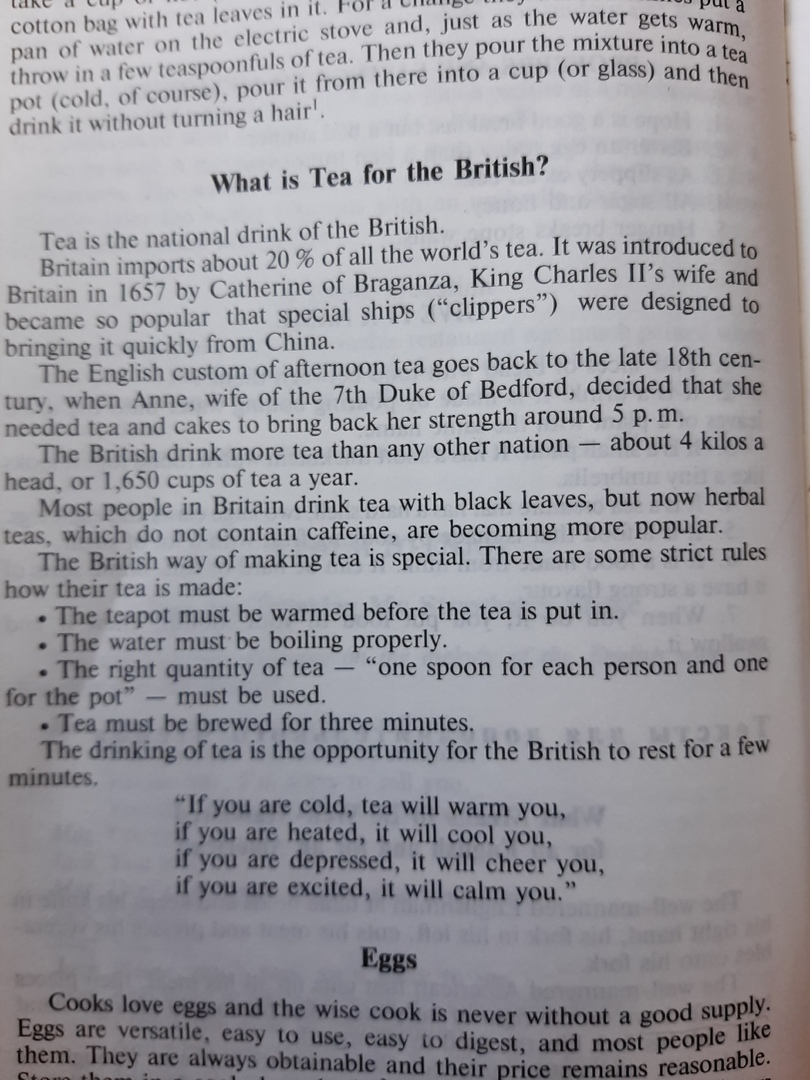 take a cup or
put a
cotton bag with tea leaves in it. For a change they
pan of water on the electric stove and, just as the water gets warm,
throw in a few teaspoonfuls of tea. Then they pour the mixture into a tea
pot (cold, of course), pour it from there into a cup (or glass) and then
drink it without turning a hair¹.
What is Tea for the British?
Tea is the national drink of the British.
Britain imports about 20 % of all the world's tea. It was introduced to
Britain in 1657 by Catherine of Braganza, King Charles II's wife and
became so popular that special ships (“clippers”) were designed to
bringing it quickly from China.
The English custom of afternoon tea goes back to the late 18th cen-
tury, when Anne, wife of the 7th Duke of Bedford, decided that she
needed tea and cakes to bring back her strength around 5 p. m.
The British drink more tea than any other nation — about 4 kilos a
head, or 1,650 cups of tea a year.
Most people in Britain drink tea with black leaves, but now herbal
teas, which do not contain caffeine, are becoming more popular.
The British way of making tea is special. There are some strict rules
how their tea is made:
• The teapot must be warmed before the tea is put in.
• The water must be boiling properly.
• The right quantity of tea — “one spoon for each person and one
for the pot” — must be used.
• Tea must be brewed for three minutes.
The drinking of tea is the opportunity for the British to rest for a few
minutes.
“If you are cold, tea will warm you,
if you are heated, it will cool you,
if you are depressed, it will cheer you,
if you are excited, it will calm you.”
Eggs
Cooks love eggs and the wise cook is never without a good supply.
Eggs are versatile, easy to use, easy to digest, and most people like
them. They are always obtainable and their price remains reasonable.
Store them in a